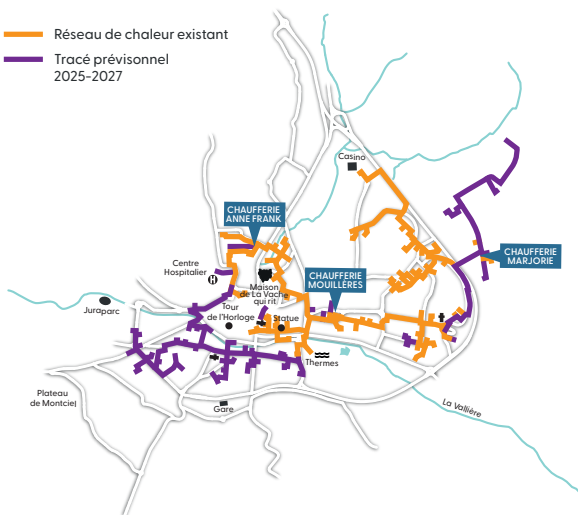 Réseau de chaleur existant
Tracé prévisonnel
2025-2027
Casino
CHAUFFERIE
ANNE FRANK
CHAUFFERIE
MARJORIE
Centre
Hospitalier
H
Maison
de La Vache
qui rit
CHAUFFERIE
MOUILLÈRES
Juraparc
Tour
de l'Horloge
Statue
Thermes
Plateau
de Montciel
Gare
La Vallière